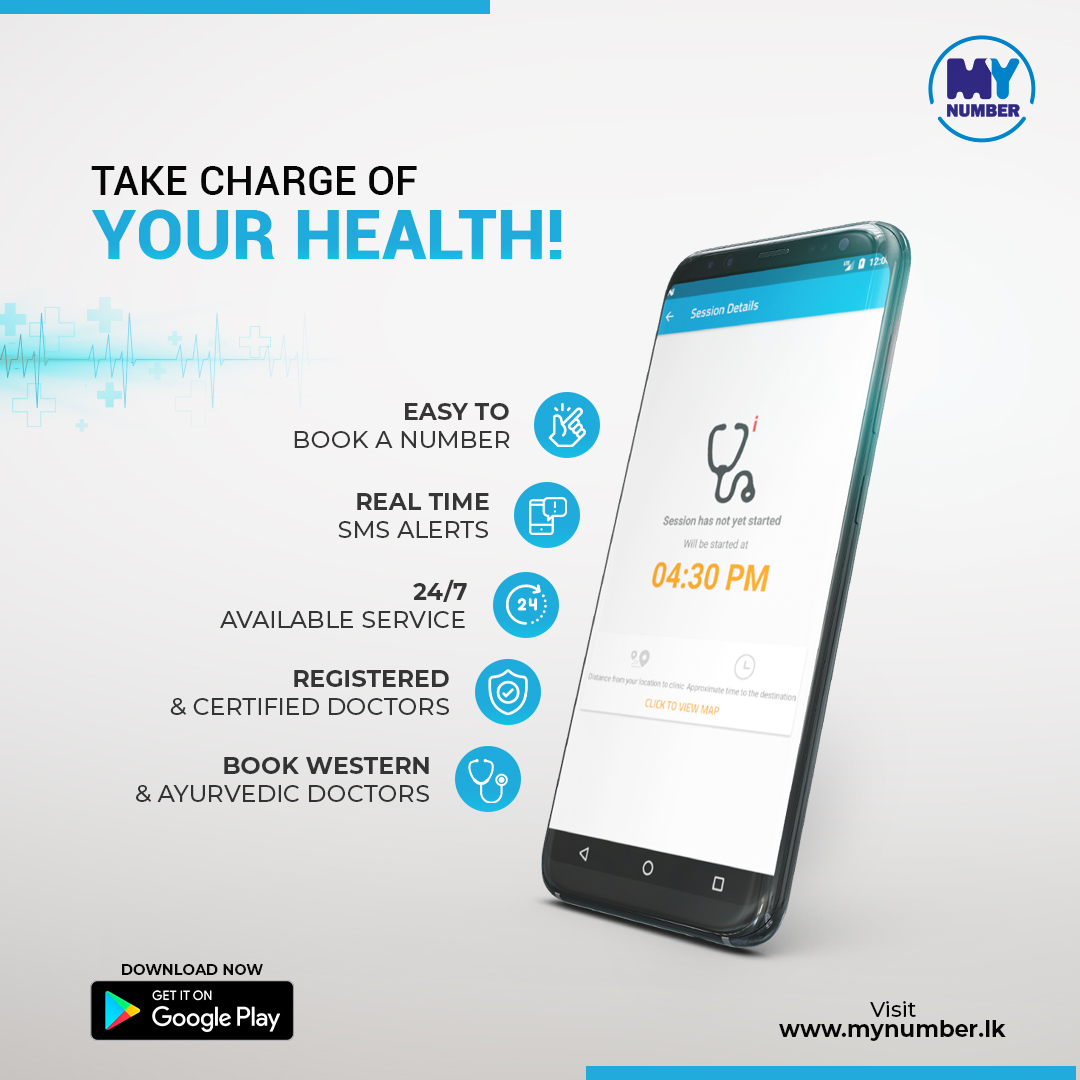 MY
NUMBER
TAKE CHARGE OF
YOUR HEALTH!
EASY TO
BOOK A NUMBER
REAL TIME
SMS ALERTS
24/7
AVAILABLE SERVICE
24
REGISTERED
& CERTIFIED DOCTORS
BOOK WESTERN
& AYURVEDIC DOCTORS
Session Details
i
Session has not yet started
Will be started at
04:30 PM
Distance from your location to clinic
Approximate time to the destination
CLICK TO VIEW MAP
DOWNLOAD NOW
GET IT ON
Google Play
Visit
www.mynumber.lk